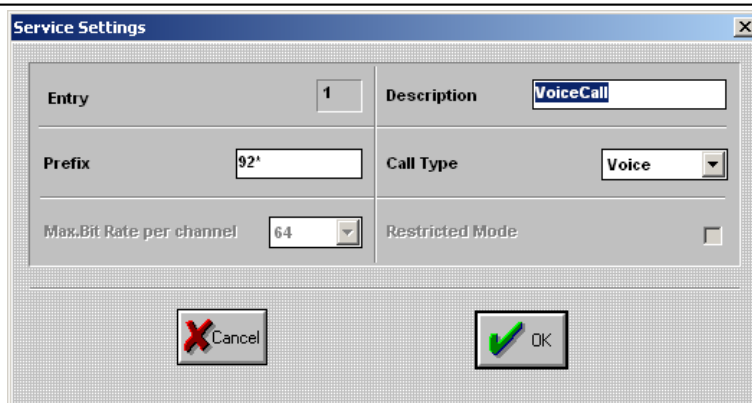 Service Settings
Entry 1 Description VoiceCall
Prefix 92* Call Type Voice
Max.Bit Rate per channel 64 Restricted Mode
Cancel OK